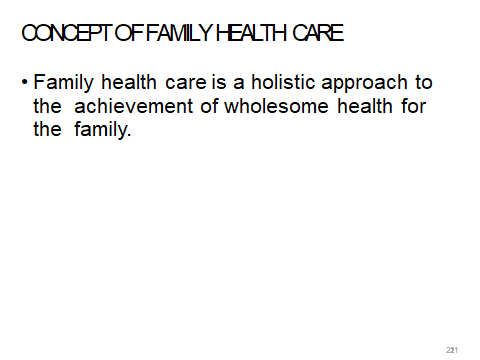 CONCEPT OF FAMILY HEALTH CARE
• Family health care is a holistic approach to
the achievement of wholesome health for
the family.